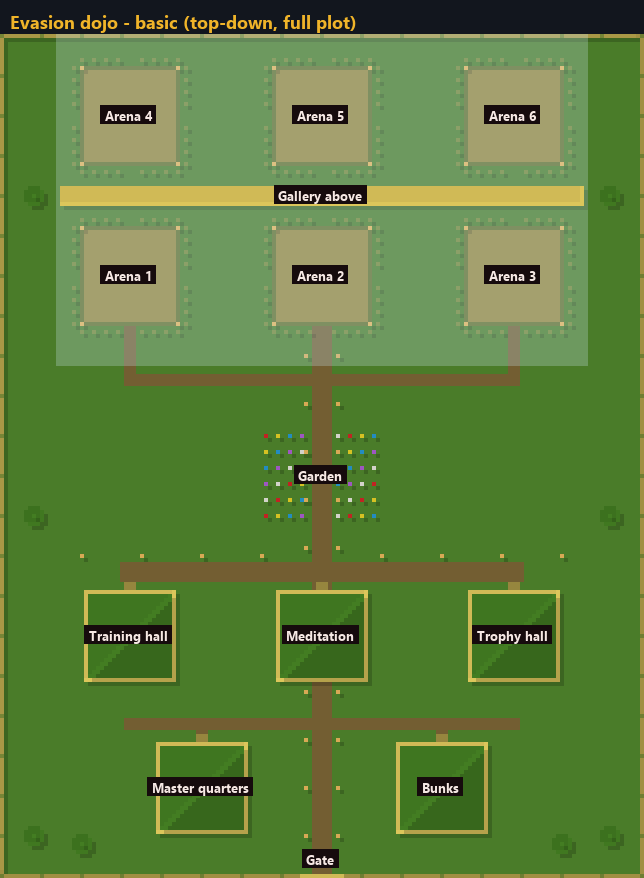 Evasion dojo - basic (top-down, full plot)
Arena 4
Arena 5
Arena 6
Gallery above
Arena 1
Arena 2
Arena 3
Garden
Training hall
Meditation
Trophy hall
Master quarters
Bunks
Gate